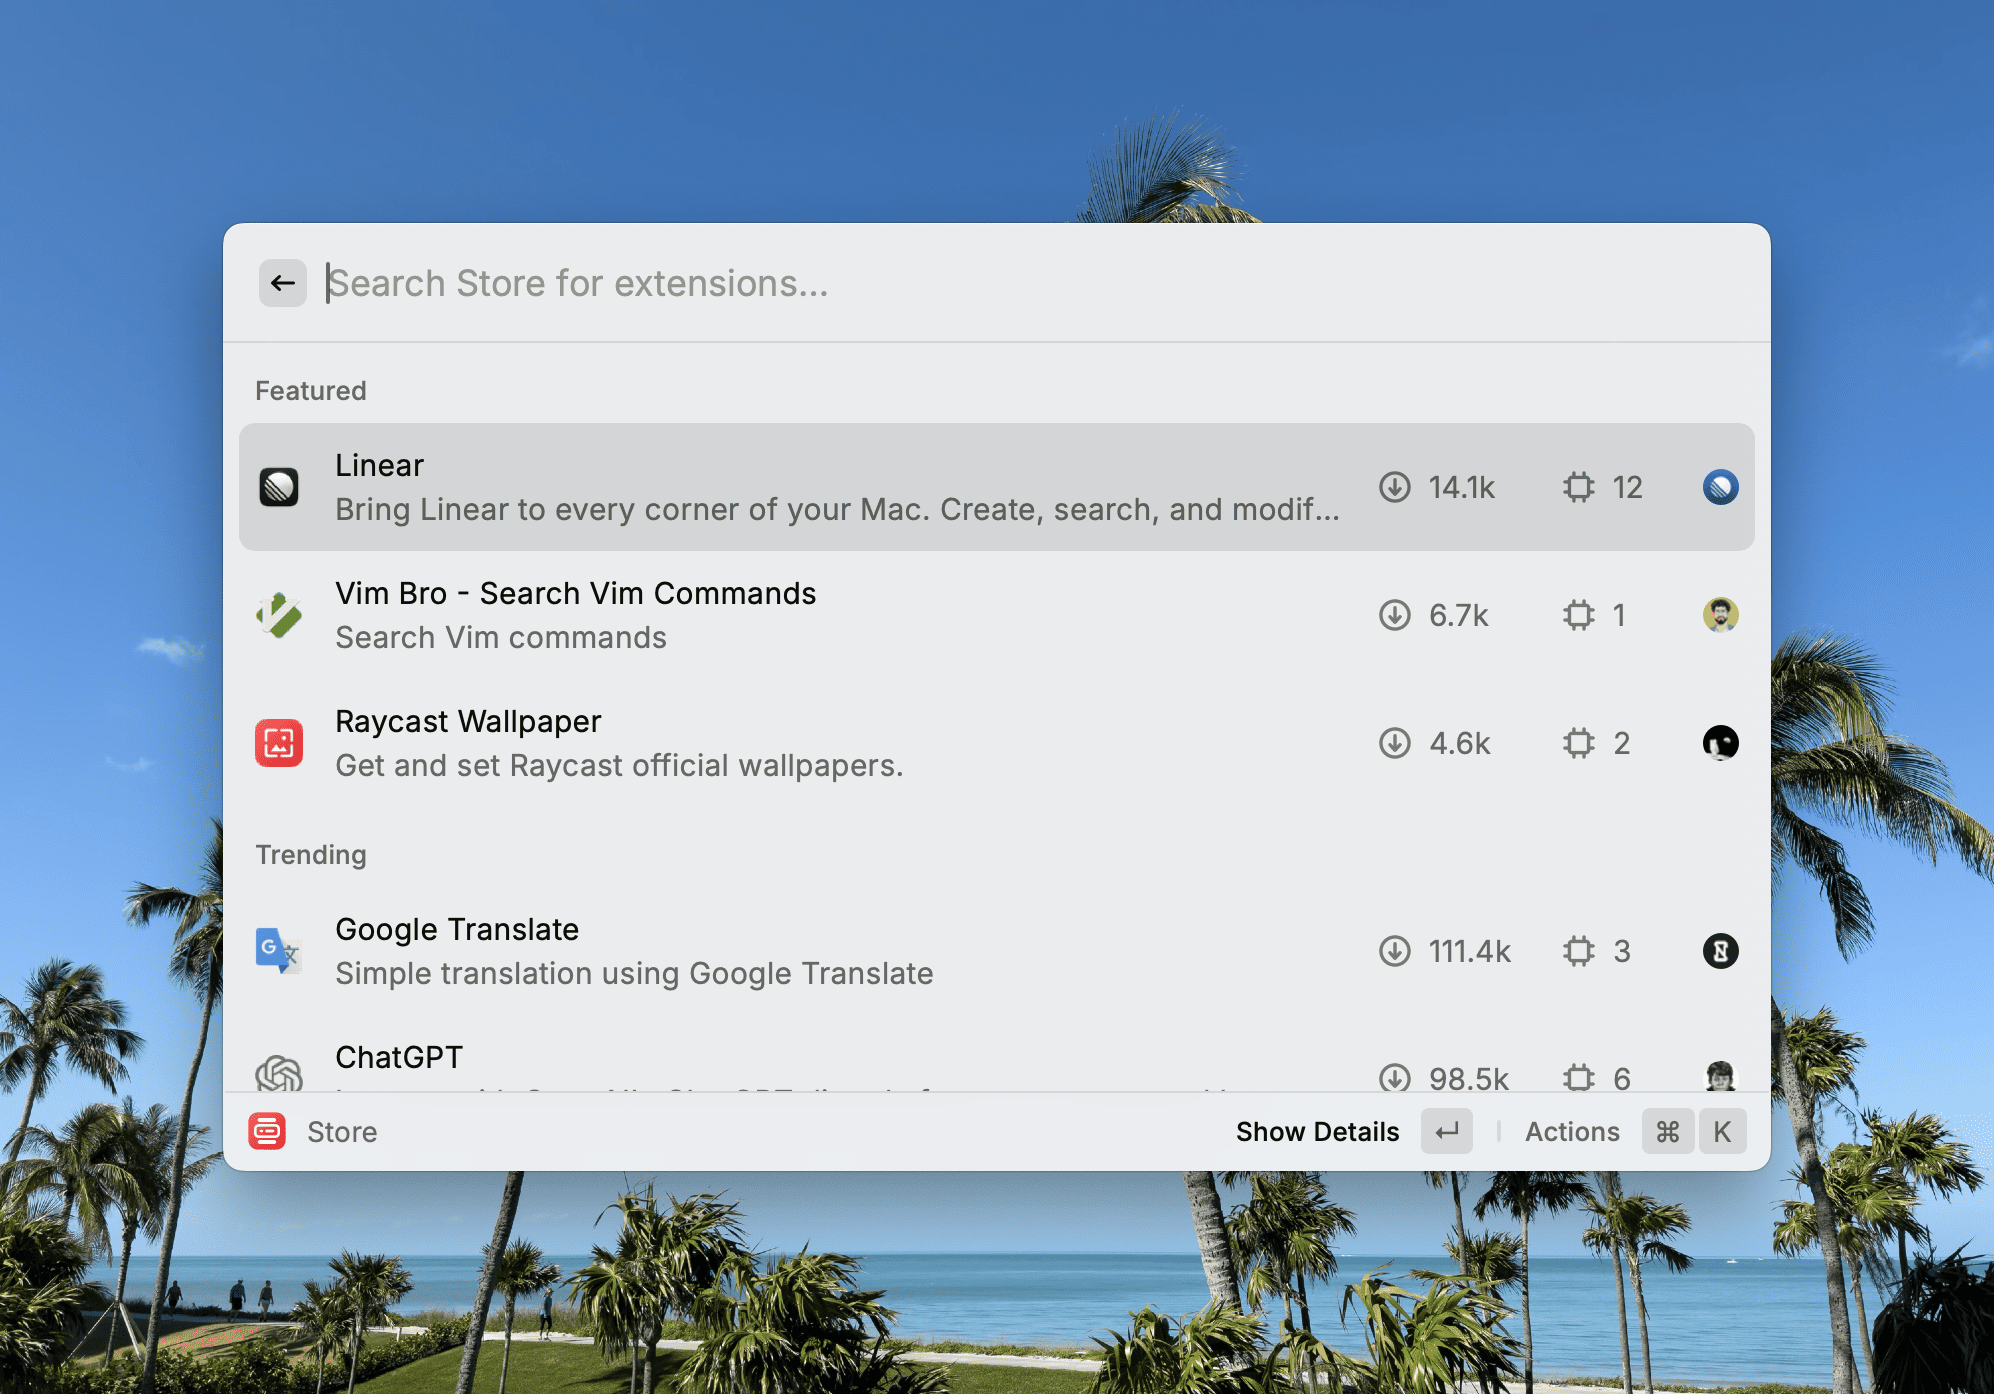 Search Store for extensions...
Featured
Linear
Bring Linear to every corner of your Mac. Create, search, and modif...
14.1k
12
Vim Bro - Search Vim Commands
Search Vim commands
6.7k
1
Raycast Wallpaper
Get and set Raycast official wallpapers.
4.6k
2
Trending
Google Translate
Simple translation using Google Translate
111.4k
3
ChatGPT
98.5k
6
Store
Show Details ↵
Actions ⌘ K